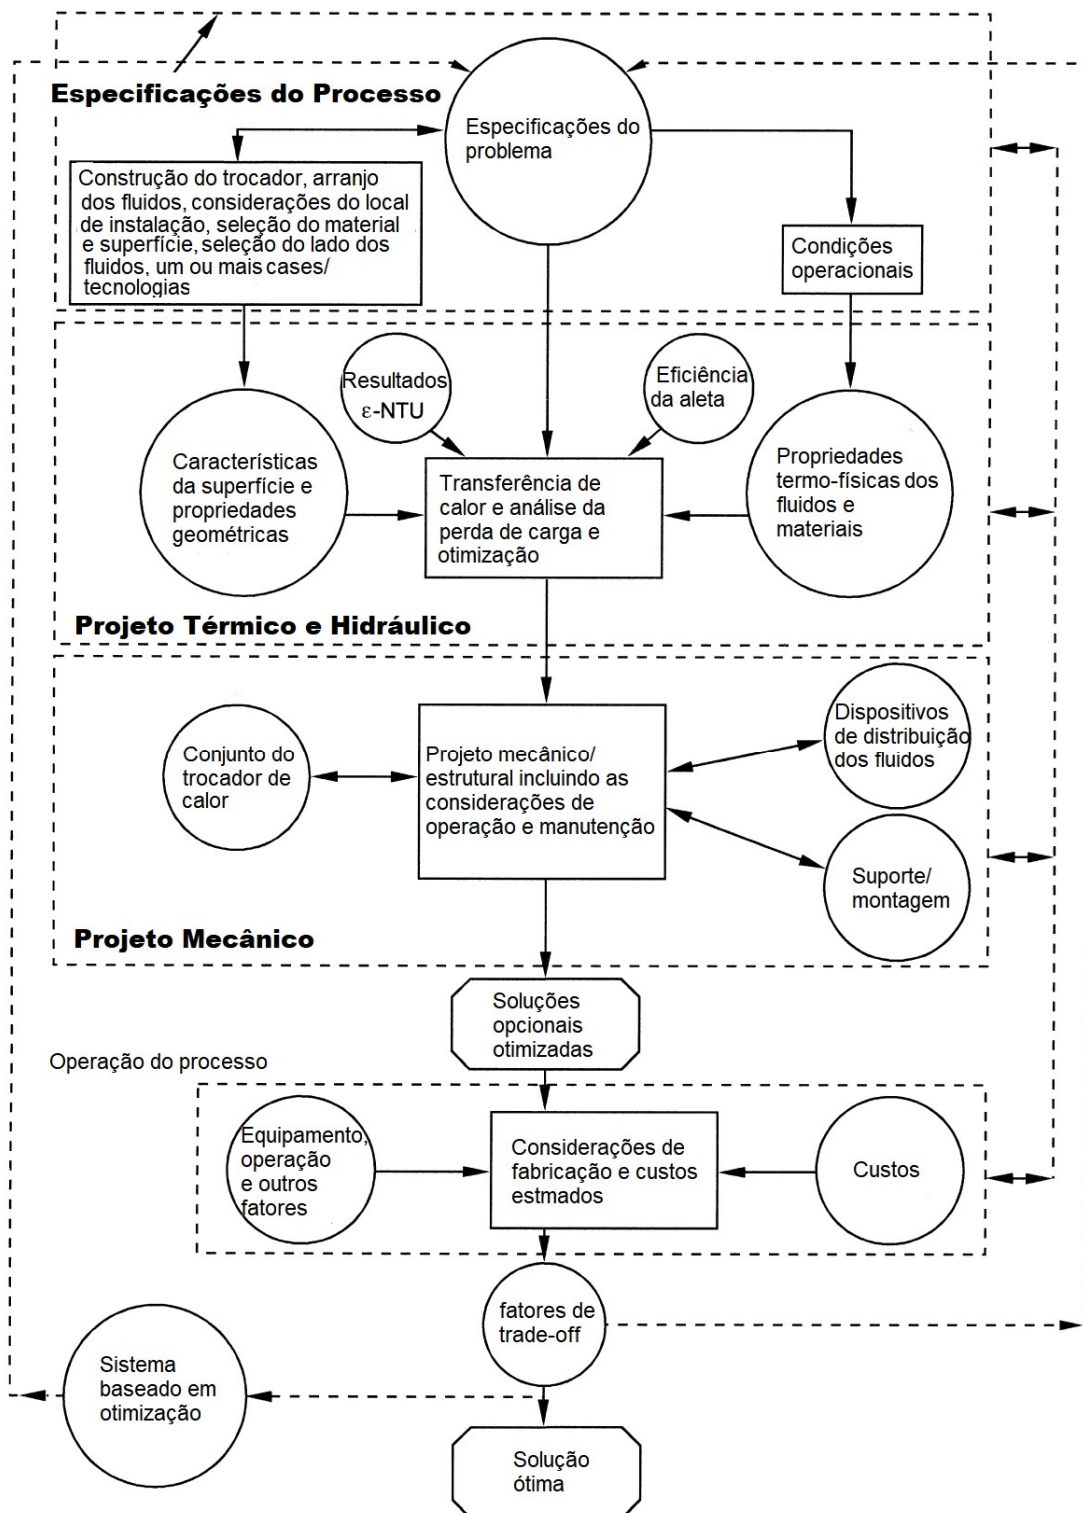 Especificações do Processo
Especificações do
problema
Construção do trocador, arranjo
dos fluidos, considerações do local
de instalação, seleção do material
e superfície, seleção do lado dos
fluidos, um ou mais cases/
tecnologias
Condições
operacionais
Resultados
ε-NTU
Eficiência
da aleta
Características
da superfície e
propriedades
geométricas
Transferência de
calor e análise da
perda de carga e
otimização
Propriedades
termo-físicas dos
fluidos e
materiais
Projeto Térmico e Hidráulico
Conjunto do
trocador de
calor
Projeto mecânico/
estrutural incluindo as
considerações de
operação e manutenção
Dispositivos
de distribuição
dos fluidos
Suporte/
montagem
Projeto Mecânico
Soluções
opcionais
otimizadas
Operação do processo
Equipamento,
operação
e outros
fatores
Considerações de
fabricação e custos
estmados
Custos
fatores de
trade-off
Sistema
baseado em
otimização
Solução
ótima